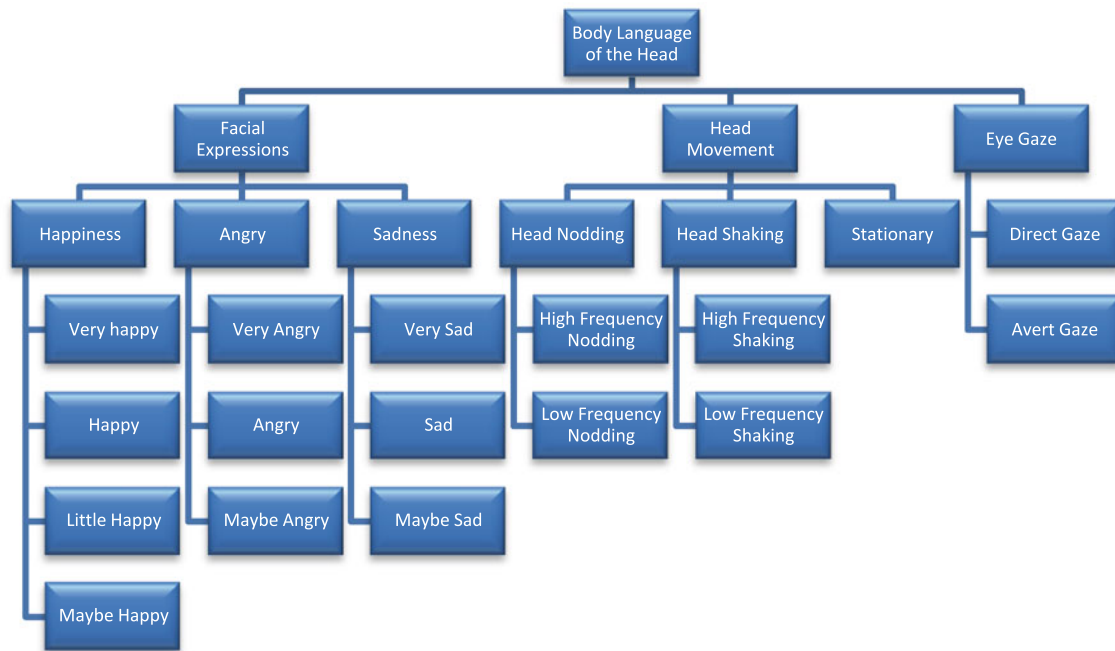 Body Language
of the Head
Facial
Expressions
Head
Movement
Eye Gaze
Happiness
Angry
Sadness
Head Nodding
Head Shaking
Stationary
Direct Gaze
Very happy
Very Angry
Very Sad
High Frequency
Nodding
High Frequency
Shaking
Avert Gaze
Happy
Angry
Sad
Low Frequency
Nodding
Low Frequency
Shaking
Little Happy
Maybe Angry
Maybe Sad
Maybe Happy